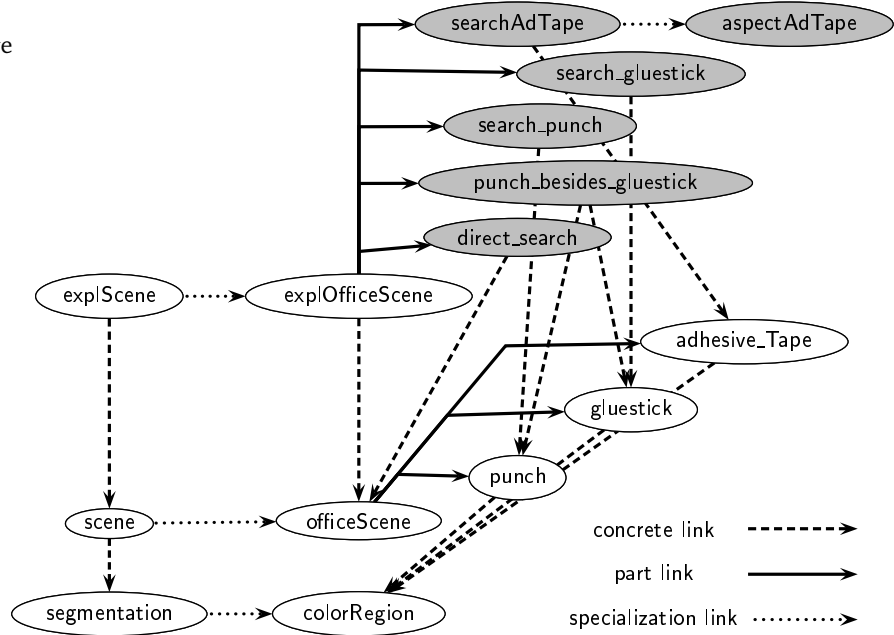 searchAdTape
aspectAdTape
e
search_gluestick
search_punch
punch_besides_gluestick
direct_search
explScene
explOfficeScene
adhesive_Tape
gluestick
punch
scene
officeScene
concrete link
part link
segmentation
colorRegion
specialization link